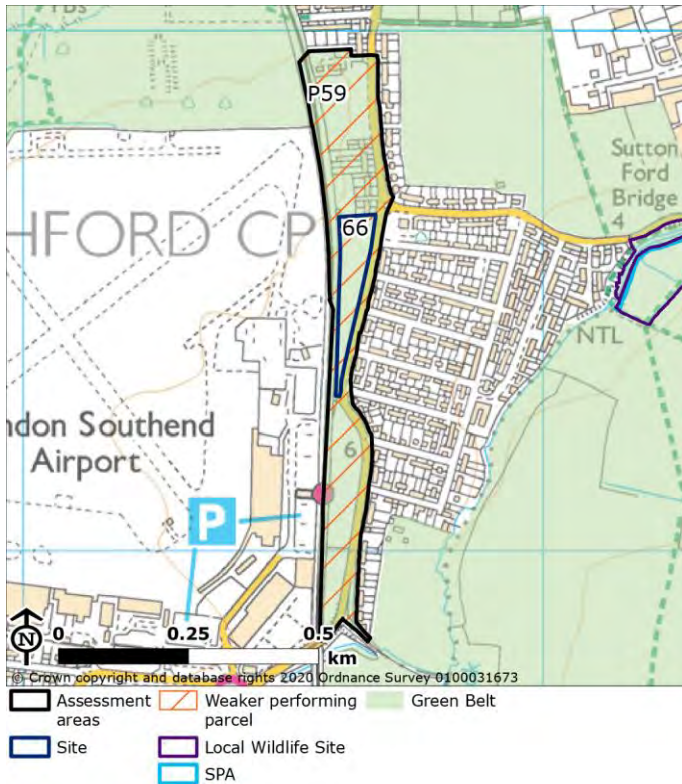 YBs
P59
HFORD CP
66
Sutton
Ford
Bridge
4
NTL
ndon Southend
Airport
6
P
N
0 0.25 0.5
km
© Crown copyright and database rights 2020 Ordnance Survey 0100031673
Assessment areas
Weaker performing parcel
Green Belt
Site
Local Wildlife Site
SPA